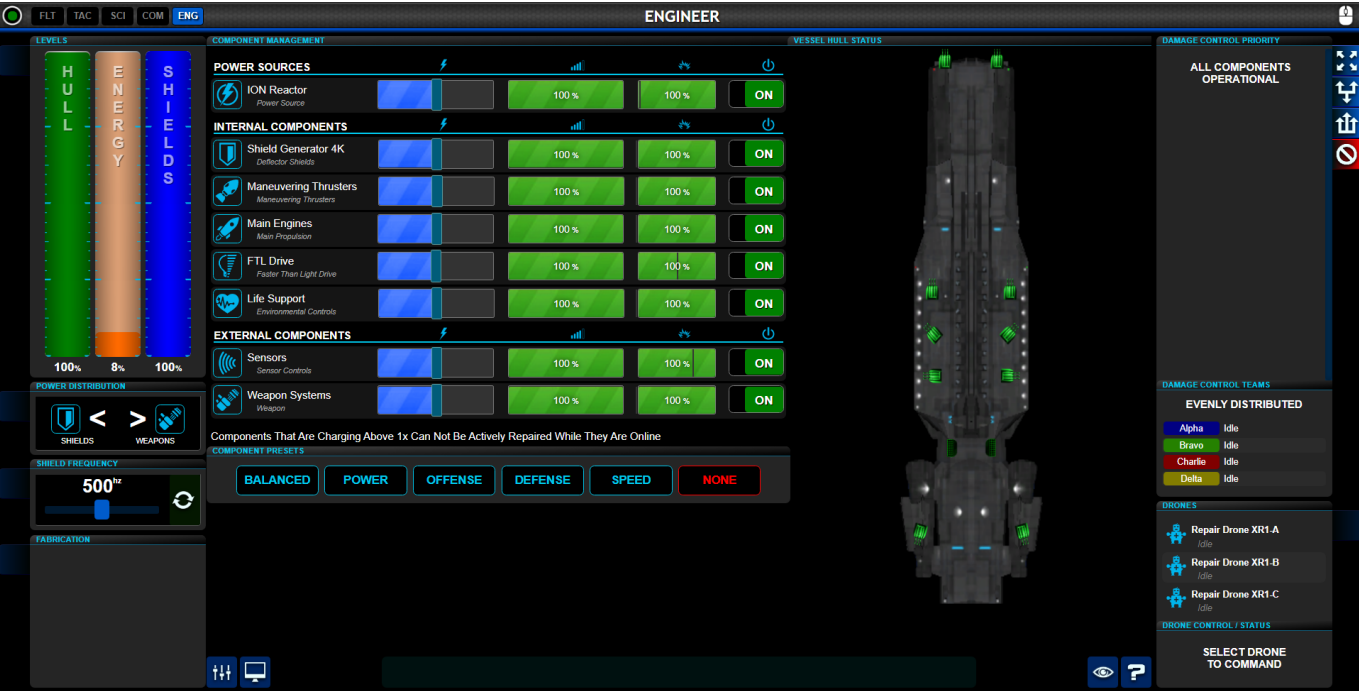 FLT TAC SCI COM ENG
ENGINEER
LEVELS
HULL
ENERGY
SHIELDS
100%
8%
100%
POWER DISTRIBUTION
< >
SHIELDS
WEAPONS
SHIELD FREQUENCY
500hz
FABRICATION
COMPONENT MANAGEMENT
POWER SOURCES
ION Reactor
Power Source
100 %
100 %
ON
INTERNAL COMPONENTS
Shield Generator 4K
Deflector Shields
100 %
100 %
ON
Maneuvering Thrusters
Maneuvering Thrusters
100 %
100 %
ON
Main Engines
Main Propulsion
100 %
100 %
ON
FTL Drive
Faster Than Light Drive
100 %
100 %
ON
Life Support
Environmental Controls
100 %
100 %
ON
EXTERNAL COMPONENTS
Sensors
Sensor Controls
100 %
100 %
ON
Weapon Systems
Weapon
100 %
100 %
ON
Components That Are Charging Above 1x Can Not Be Actively Repaired While They Are Online
COMPONENT PRESETS
BALANCED
POWER
OFFENSE
DEFENSE
SPEED
NONE
VESSEL HULL STATUS
?
DAMAGE CONTROL PRIORITY
ALL COMPONENTS
OPERATIONAL
DAMAGE CONTROL TEAMS
EVENLY DISTRIBUTED
Alpha Idle
Bravo Idle
Charlie Idle
Delta Idle
DRONES
Repair Drone XR1-A
Idle
Repair Drone XR1-B
Idle
Repair Drone XR1-C
Idle
DRONE CONTROL / STATUS
SELECT DRONE
TO COMMAND